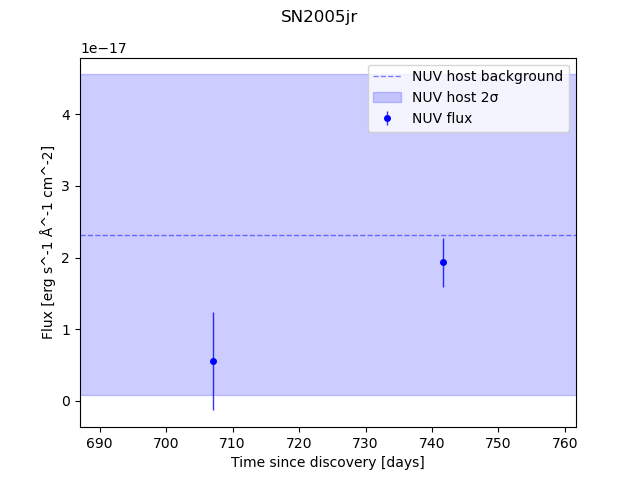 SN2005jr
1e−17
NUV host background
NUV host 2σ
NUV flux
Flux [erg s^-1 Å^-1 cm^-2]
4
3
2
1
0
690 700 710 720 730 740 750 760
Time since discovery [days]